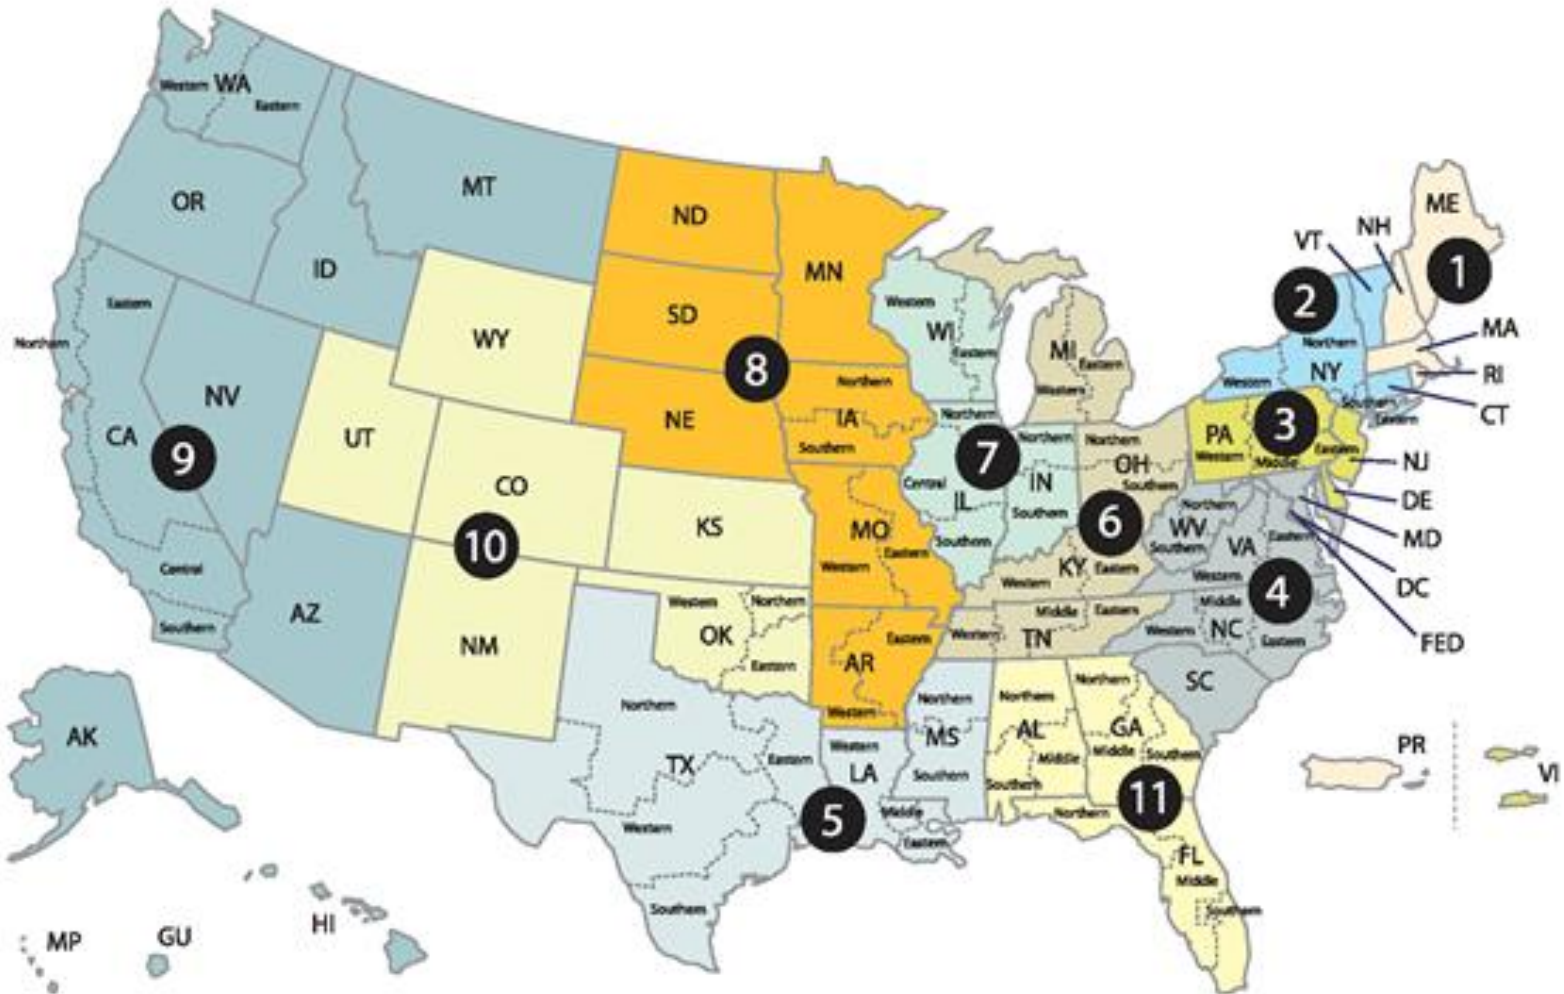 Western WA
Eastern
OR
MT
ID
ND
MN
ME
NH
VT
1
2
Eastern
Northern
WY
SD
Western
WI
Eastern
MI
Eastern
Western
Northern
NY
Western
MA
RI
CT
Southern
Eastern
NV
CA
9
UT
CO
10
8
NE
Northern
IA
Southern
Northern
7
Northern
IN
Southern
Central
IL
Southern
Northern
OH
Southern
6
PA
Western
3
Eastern
Middle
NJ
DE
MD
DC
FED
KS
MO
Eastern
Western
KY
Western
Eastern
Northern
WV
Southern
VA
Eastern
Western
4
Central
Southern
AZ
NM
Western
Northern
OK
Eastern
Eastern
AR
Western
Western
Middle
Eastern
TN
Middle
Western
NC
Eastern
SC
Northern
TX
Eastern
Western
Southern
Western
LA
5
Middle
Eastern
Northern
MS
Southern
Northern
AL
Middle
Southern
Northern
GA
Middle
Southern
11
Northern
FL
Middle
Southern
AK
HI
MP
GU
PR
VI